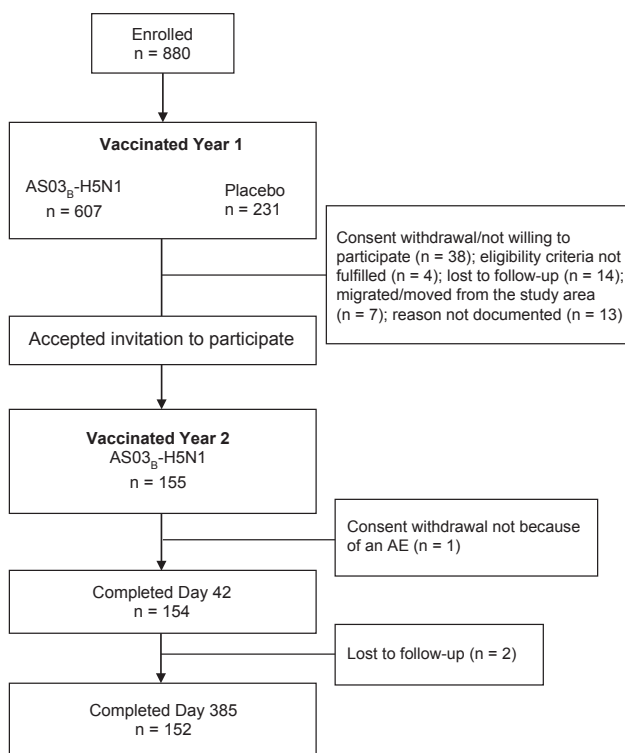 Enrolled
n = 880
Vaccinated Year 1
AS03B-H5N1
n = 607
Placebo
n = 231
Consent withdrawal/not willing to
participate (n = 38); eligibility criteria not
fulfilled (n = 4); lost to follow-up (n = 14);
migrated/moved from the study area
(n = 7); reason not documented (n = 13)
Accepted invitation to participate
Vaccinated Year 2
AS03B-H5N1
n = 155
Consent withdrawal not because
of an AE (n = 1)
Completed Day 42
n = 154
Lost to follow-up (n = 2)
Completed Day 385
n = 152